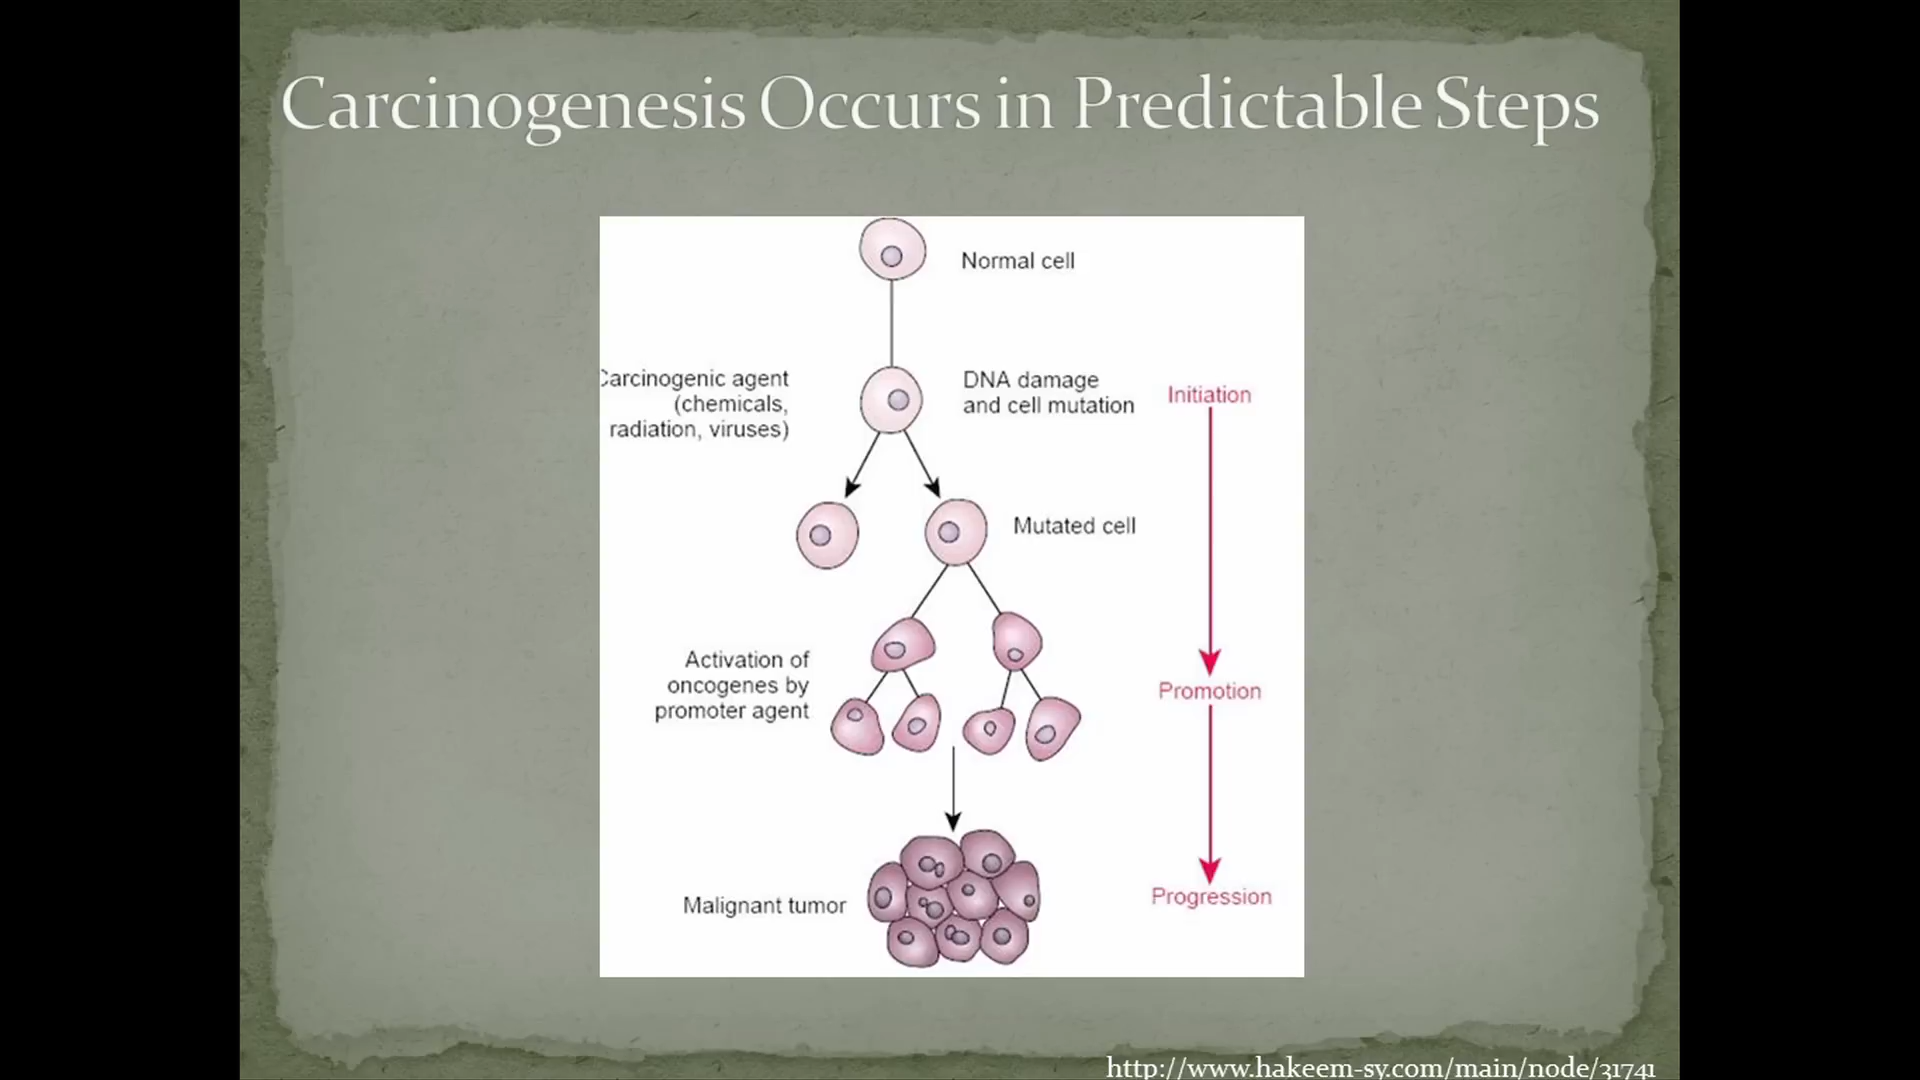 Carcinogenesis Occurs in Predictable Steps
Normal cell
Carcinogenic agent
(chemicals,
radiation, viruses)
DNA damage
and cell mutation
Initiation
Mutated cell
Activation of
oncogenes by
promoter agent
Promotion
Malignant tumor
Progression
http://www.hakeem-sy.com/main/node/31741